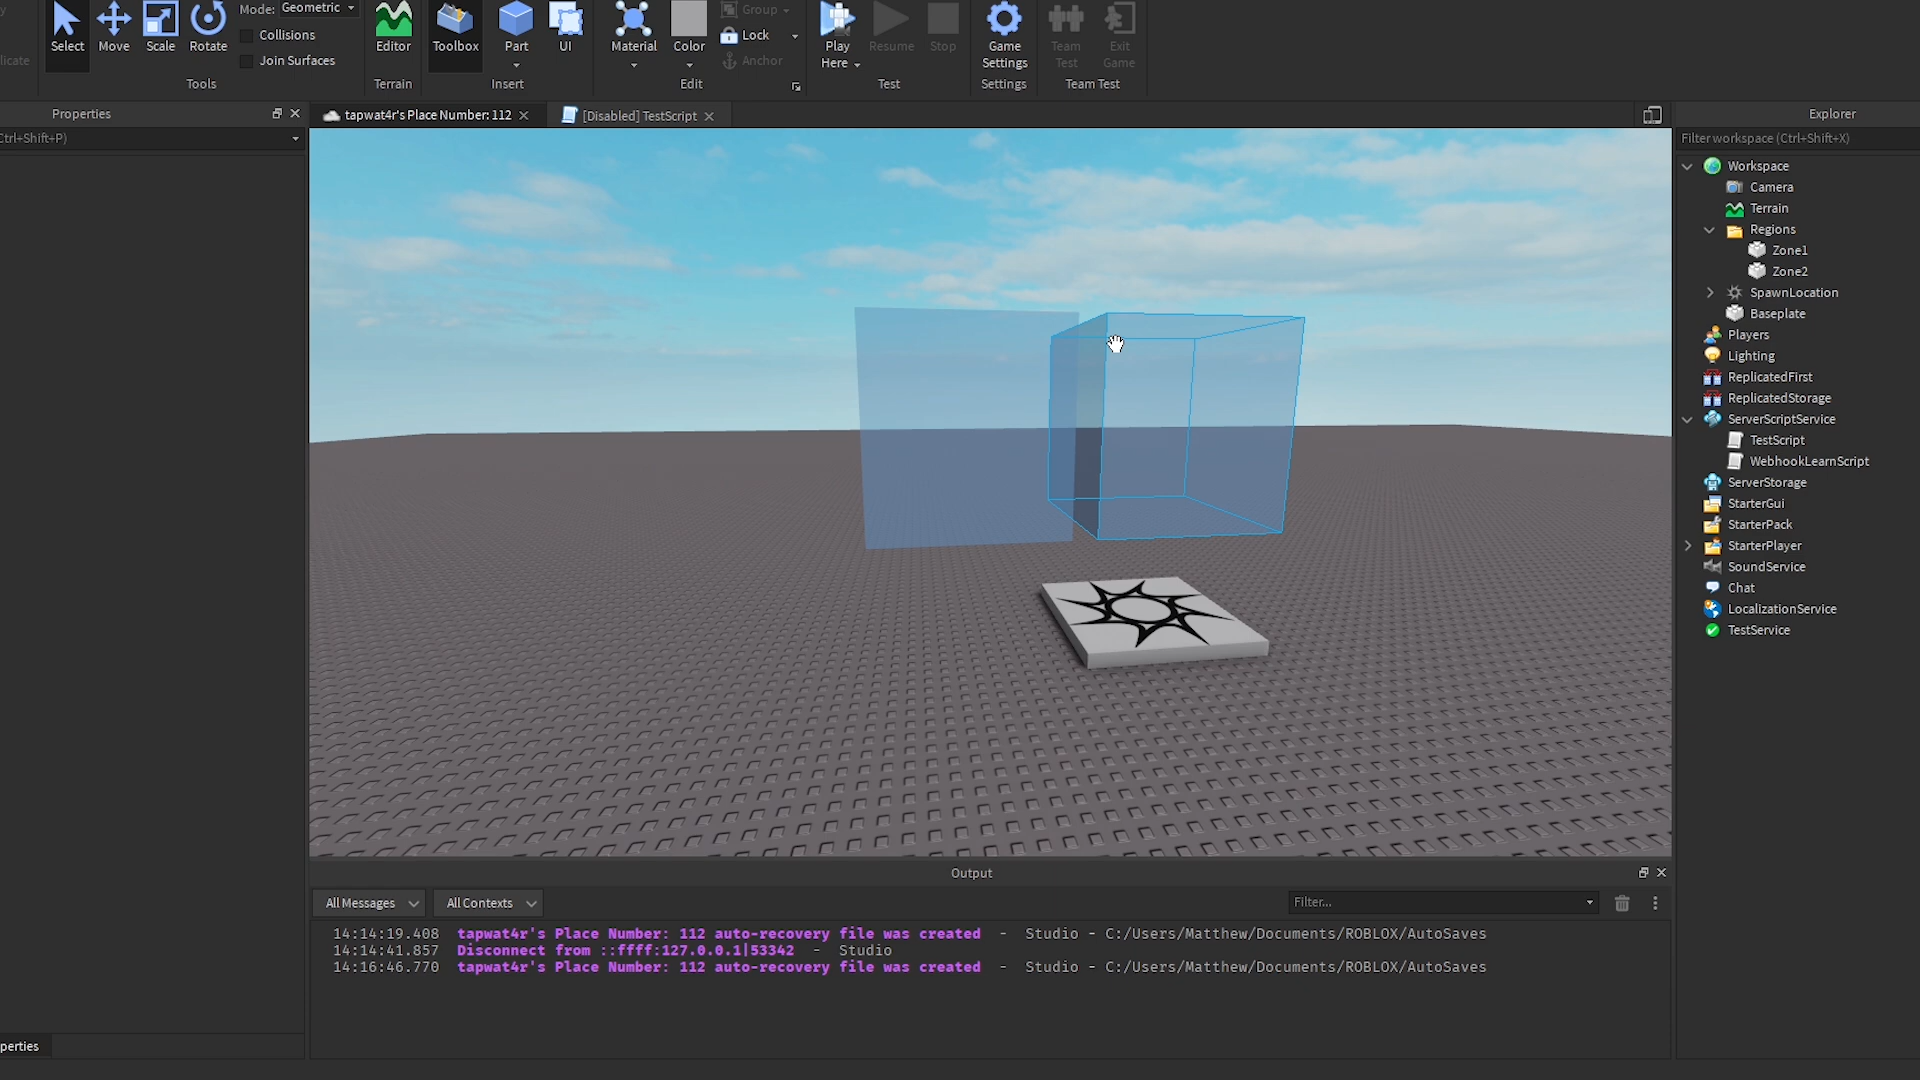 Mode: Geometric
Select
Move
Scale
Rotate
Collisions
Join Surfaces
Tools
Editor
Terrain
Toolbox
Part
UI
Insert
Material
Color
Group
Lock
Anchor
Edit
Play
Here
Resume
Stop
Test
Game
Settings
Settings
Team
Test
Exit
Game
Team Test
licate
Properties
Ctrl+Shift+P)
tapwat4r's Place Number: 112
[Disabled] TestScript
Explorer
Filter workspace (Ctrl+Shift+X)
Workspace
Camera
Terrain
Regions
Zone1
Zone2
SpawnLocation
Baseplate
Players
Lighting
ReplicatedFirst
ReplicatedStorage
ServerScriptService
TestScript
WebhookLearnScript
ServerStorage
StarterGui
StarterPack
StarterPlayer
SoundService
Chat
LocalizationService
TestService
Output
All Messages
All Contexts
Filter...
14:14:19.408 tapwat4r's Place Number: 112 auto-recovery file was created - Studio - C:/Users/Matthew/Documents/ROBLOX/AutoSaves
14:14:41.857 Disconnect from ::ffff:127.0.0.1|53342 - Studio
14:16:46.770 tapwat4r's Place Number: 112 auto-recovery file was created - Studio - C:/Users/Matthew/Documents/ROBLOX/AutoSaves
perties